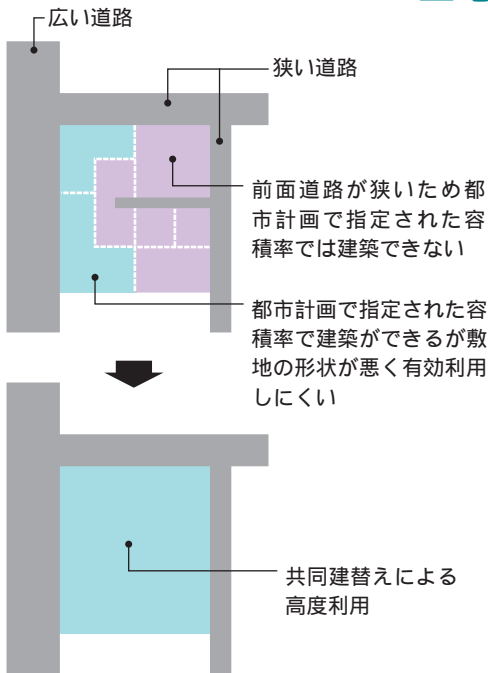 広い道路
狭い道路
前面道路が狭いため都
市計画で指定された容
積率では建築できない
都市計画で指定された容
積率で建築ができるが敷
地の形状が悪く有効利用
しにくい
共同建替えによる
高度利用